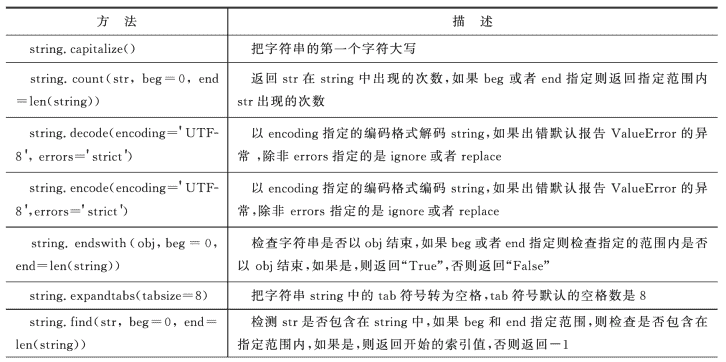 方 法 描 述
string. capitalize() 把字符串的第一个字符大写
string. count(str, beg=0, end 返回 str 在 string 中出现的次数,如果 beg 或者 end 指定则返回指定范围内
=len(string)) str 出现的次数
string. decode(encoding='UTF- 以 encoding 指定的编码格式解码 string,如果出错默认报告 ValueError 的异
8', errors='strict') 常 ,除非 errors 指定的是 ignore 或者 replace
string. encode(encoding='UTF- 以 encoding 指定的编码格式编码 string,如果出错默认报告 ValueError 的异
8',errors='strict') 常,除非 errors 指定的是 ignore 或者 replace
string. endswith (obj, beg = 0, 检查字符串是否以 obj 结束,如果 beg 或者 end 指定则检查指定的范围内是否
end=len(string)) 以 obj 结束,如果是,则返回“True”,否则返回“False”
string. expandtabs(tabsize=8) 把字符串 string 中的 tab 符号转为空格,tab 符号默认的空格数是 8
string. find(str, beg=0, end= 检测 str 是否包含在 string 中,如果 beg 和 end 指定范围,则检查是否包含在
len(string)) 指定范围内,如果是,则返回开始的索引值,否则返回－1